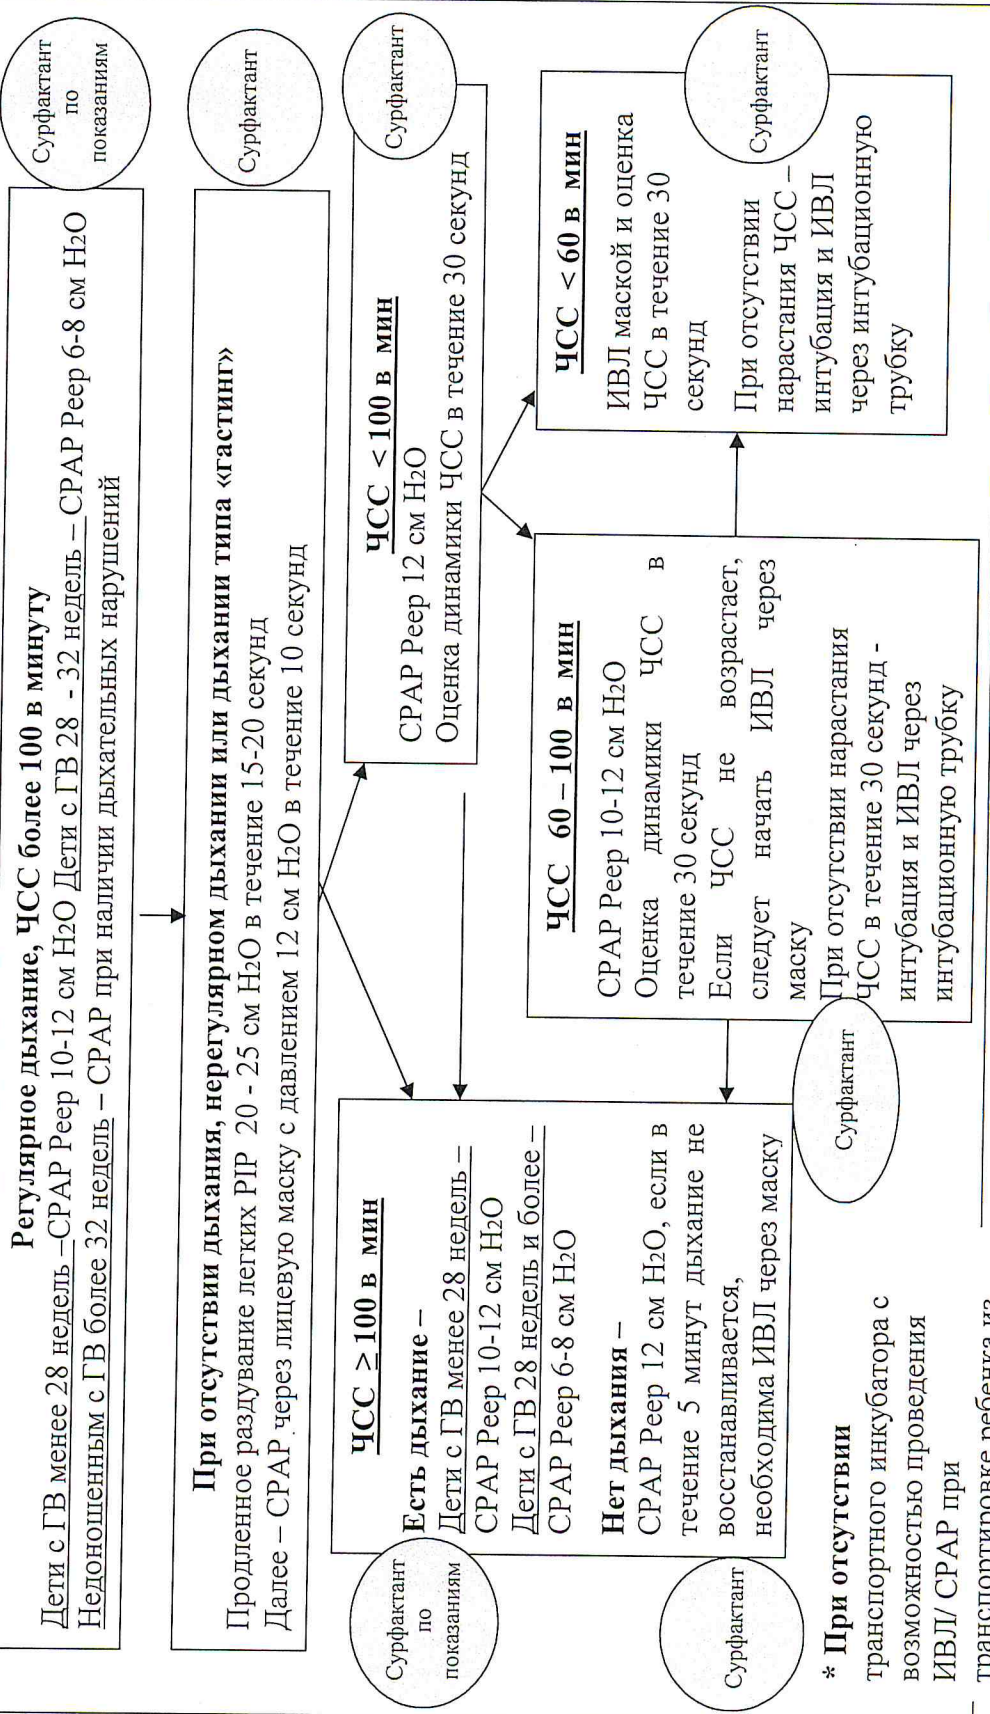 Регулярное дыхание, ЧСС более 100 в минуту
Дети с ГВ менее 28 недель –CPAP Peep 10-12 см H2O Дети с ГВ 28 - 32 недель – CPAP Peep 6-8 см H2O
Недоношенным с ГВ более 32 недель – CPAP при наличии дыхательных нарушений
Сурфактант
по
показаниям
При отсутствии дыхания, нерегулярном дыхании или дыхании типа «гастинг»
Продленное раздувание легких PIP 20 - 25 см H2O в течение 15-20 секунд
Далее – CPAP через лицевую маску с давлением 12 см H2O в течение 10 секунд
Сурфактант
ЧСС < 100 в мин
CPAP Peep 12 см H2O
Оценка динамики ЧСС в течение 30 секунд
Сурфактант
ЧСС ≥ 100 в мин
Есть дыхание –
Дети с ГВ менее 28 недель –
CPAP Peep 10-12 см H2O
Дети с ГВ 28 недель и более –
CPAP Peep 6-8 см H2O
Нет дыхания –
CPAP Peep 12 см H2O, если в
течение 5 минут дыхание не
восстанавливается,
необходима ИВЛ через маску
Сурфактант
по
показаниям
Сурфактант
ЧСС 60 – 100 в мин
CPAP Peep 10-12 см H2O
Оценка динамики ЧСС в
течение 30 секунд
Если ЧСС не возрастает,
следует начать ИВЛ через
маску
При отсутствии нарастания
ЧСС в течение 30 секунд -
интубация и ИВЛ через
интубационную трубку
Сурфактант
ЧСС < 60 в мин
ИВЛ маской и оценка
ЧСС в течение 30
секунд
При отсутствии
нарастания ЧСС –
интубация и ИВЛ
через интубационную
трубку
Сурфактант
* При отсутствии
транспортного инкубатора с
возможностью проведения
ИВЛ/ CPAP при
транспортировке ребенка из